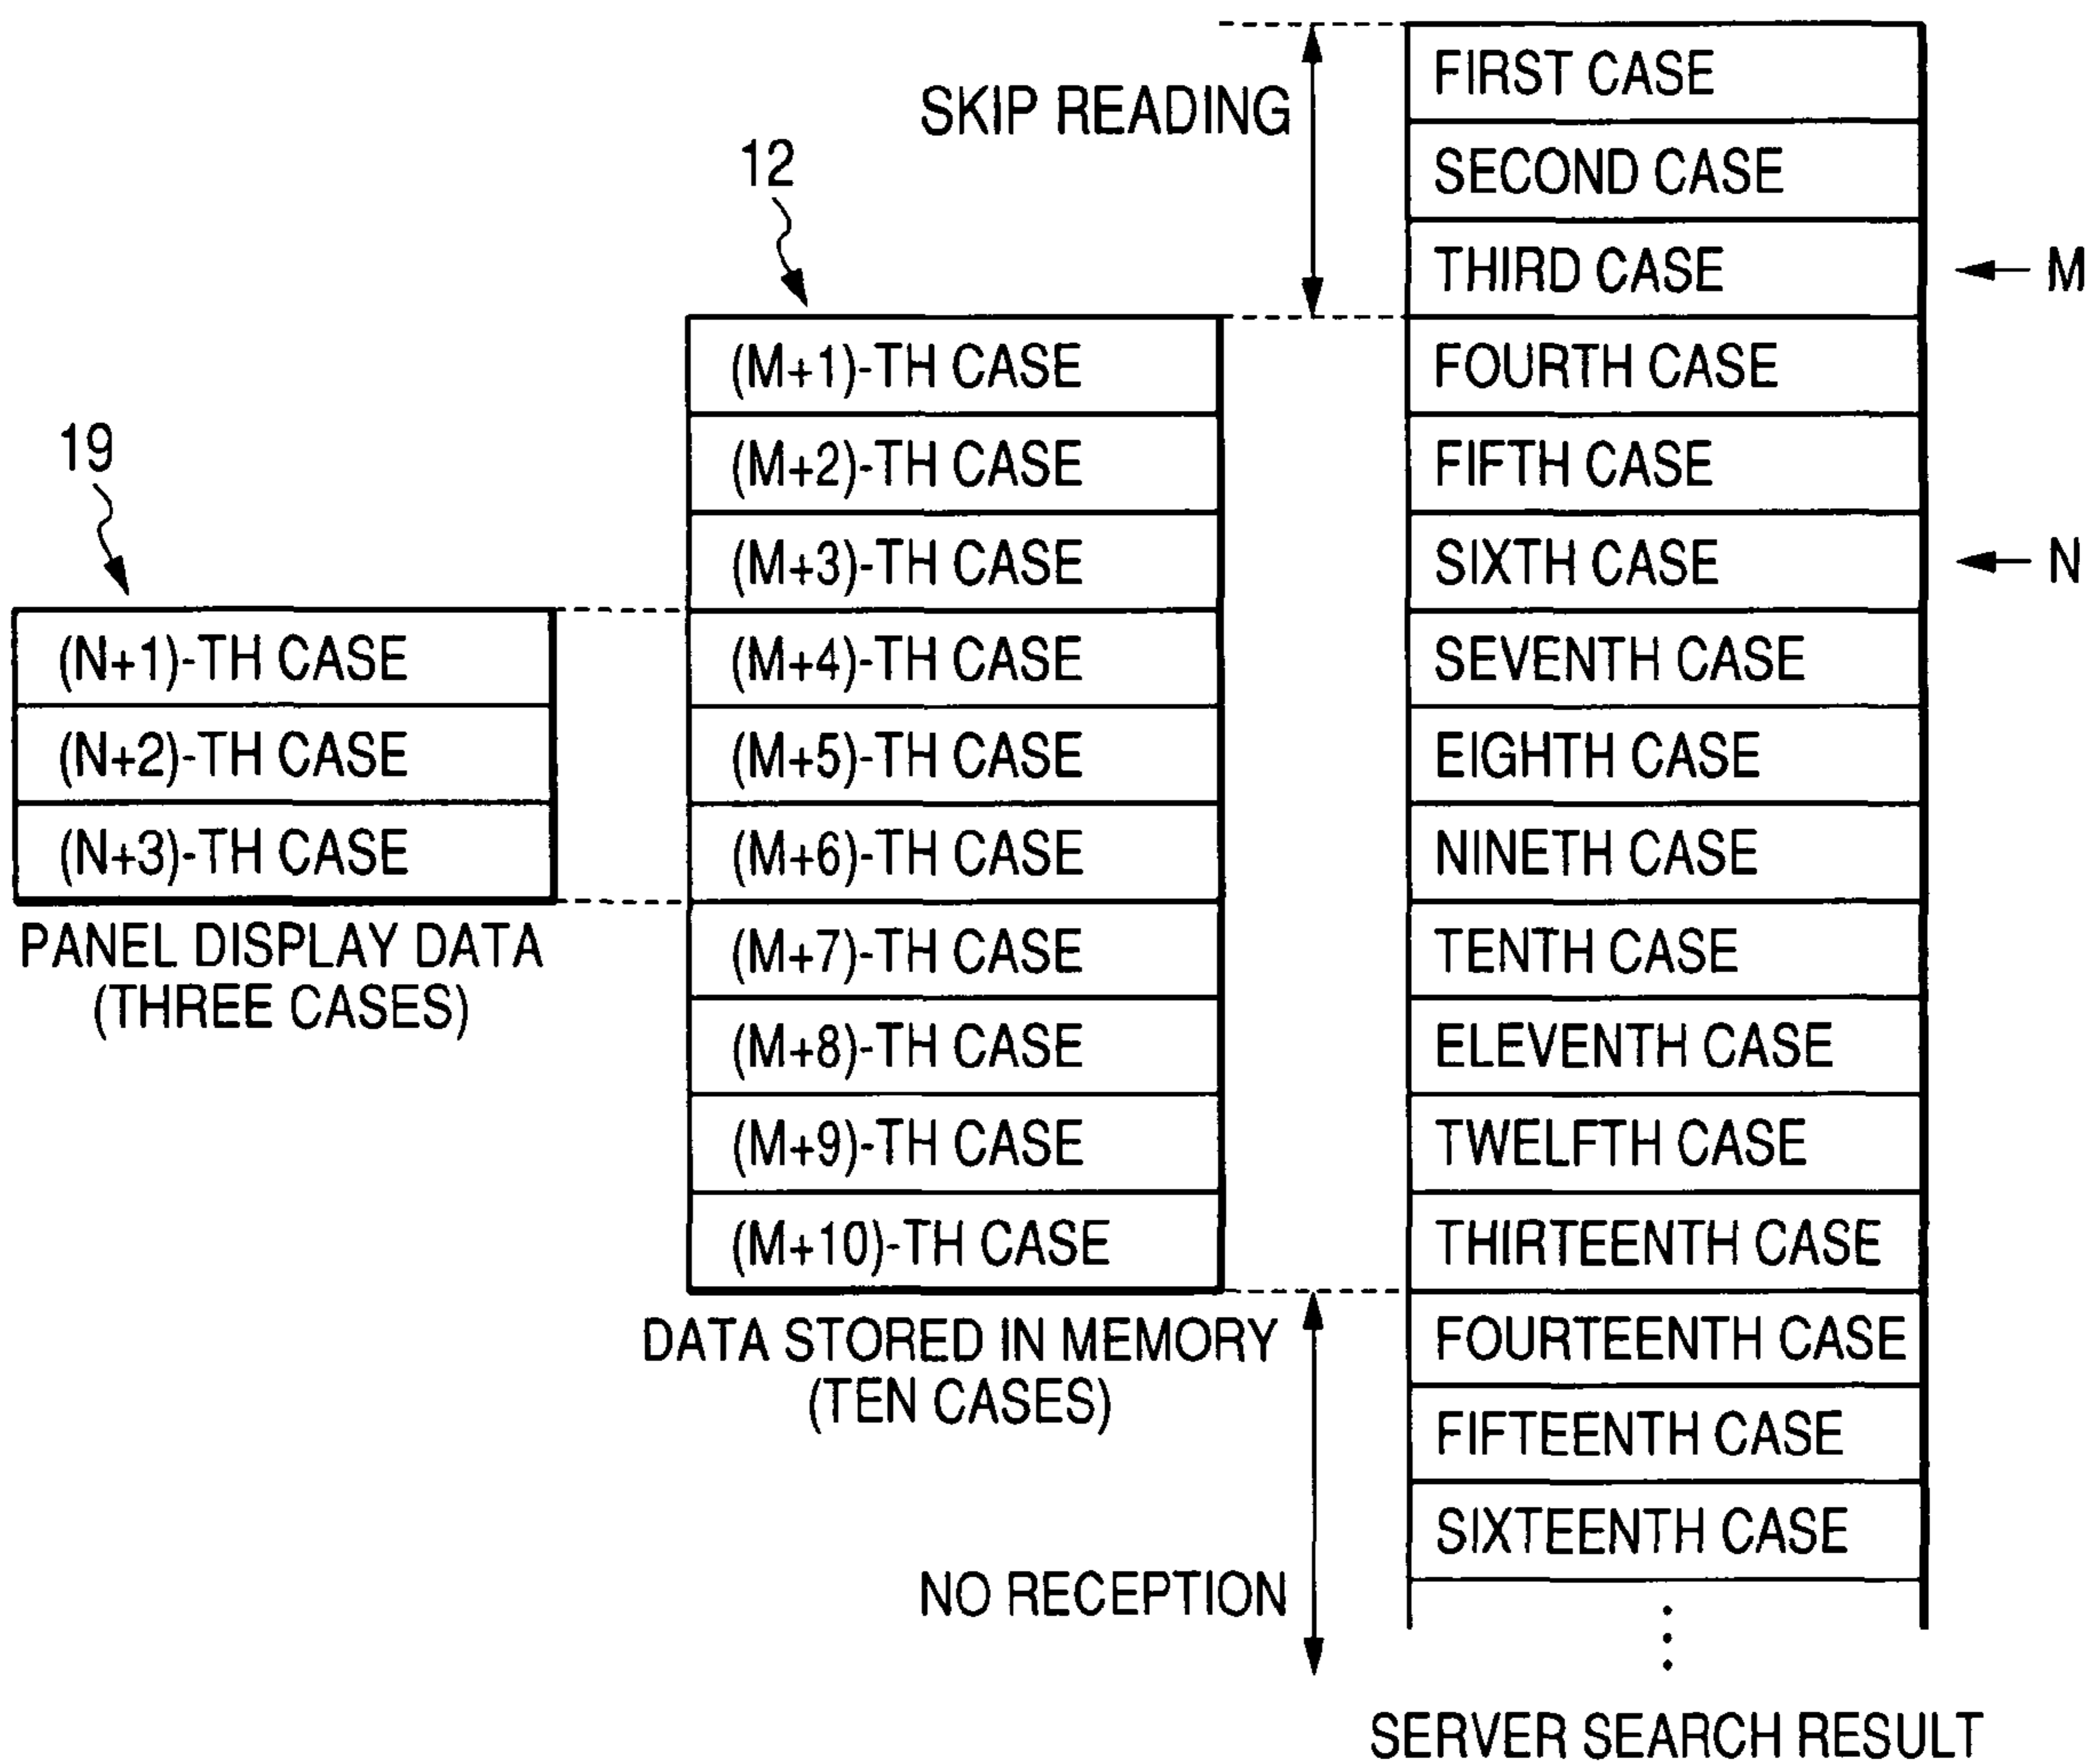 19
(N+1)-TH CASE
(N+2)-TH CASE
(N+3)-TH CASE
PANEL DISPLAY DATA
(THREE CASES)
12
(M+1)-TH CASE
(M+2)-TH CASE
(M+3)-TH CASE
(M+4)-TH CASE
(M+5)-TH CASE
(M+6)-TH CASE
(M+7)-TH CASE
(M+8)-TH CASE
(M+9)-TH CASE
(M+10)-TH CASE
DATA STORED IN MEMORY
(TEN CASES)
SKIP READING
NO RECEPTION
FIRST CASE
SECOND CASE
THIRD CASE
FOURTH CASE
FIFTH CASE
SIXTH CASE
SEVENTH CASE
EIGHTH CASE
NINETH CASE
TENTH CASE
ELEVENTH CASE
TWELFTH CASE
THIRTEENTH CASE
FOURTEENTH CASE
FIFTEENTH CASE
SIXTEENTH CASE
SERVER SEARCH RESULT
M
N